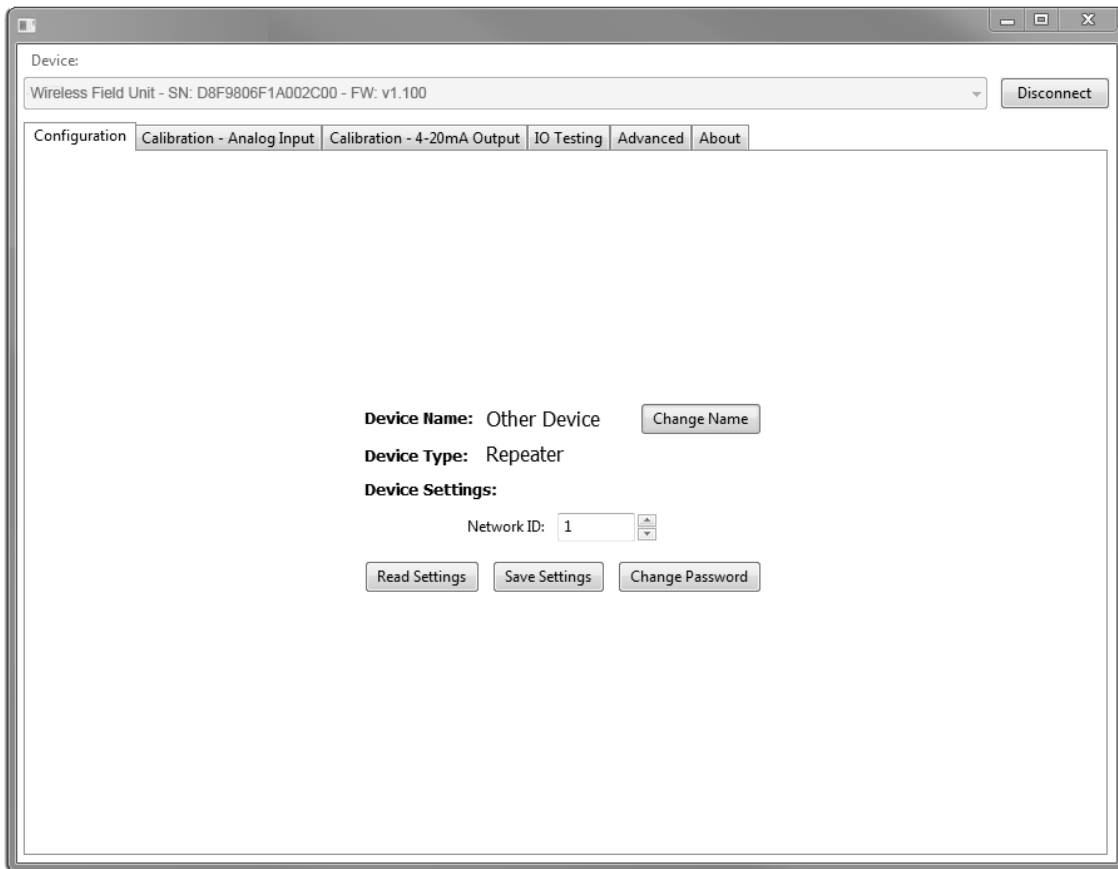 Device:
Wireless Field Unit - SN: D8F9806F1A002C00 - FW: v1.100
Disconnect
Configuration Calibration - Analog Input Calibration - 4-20mA Output IO Testing Advanced About
Device Name: Other Device Change Name
Device Type: Repeater
Device Settings:
Network ID: 1
Read Settings Save Settings Change Password